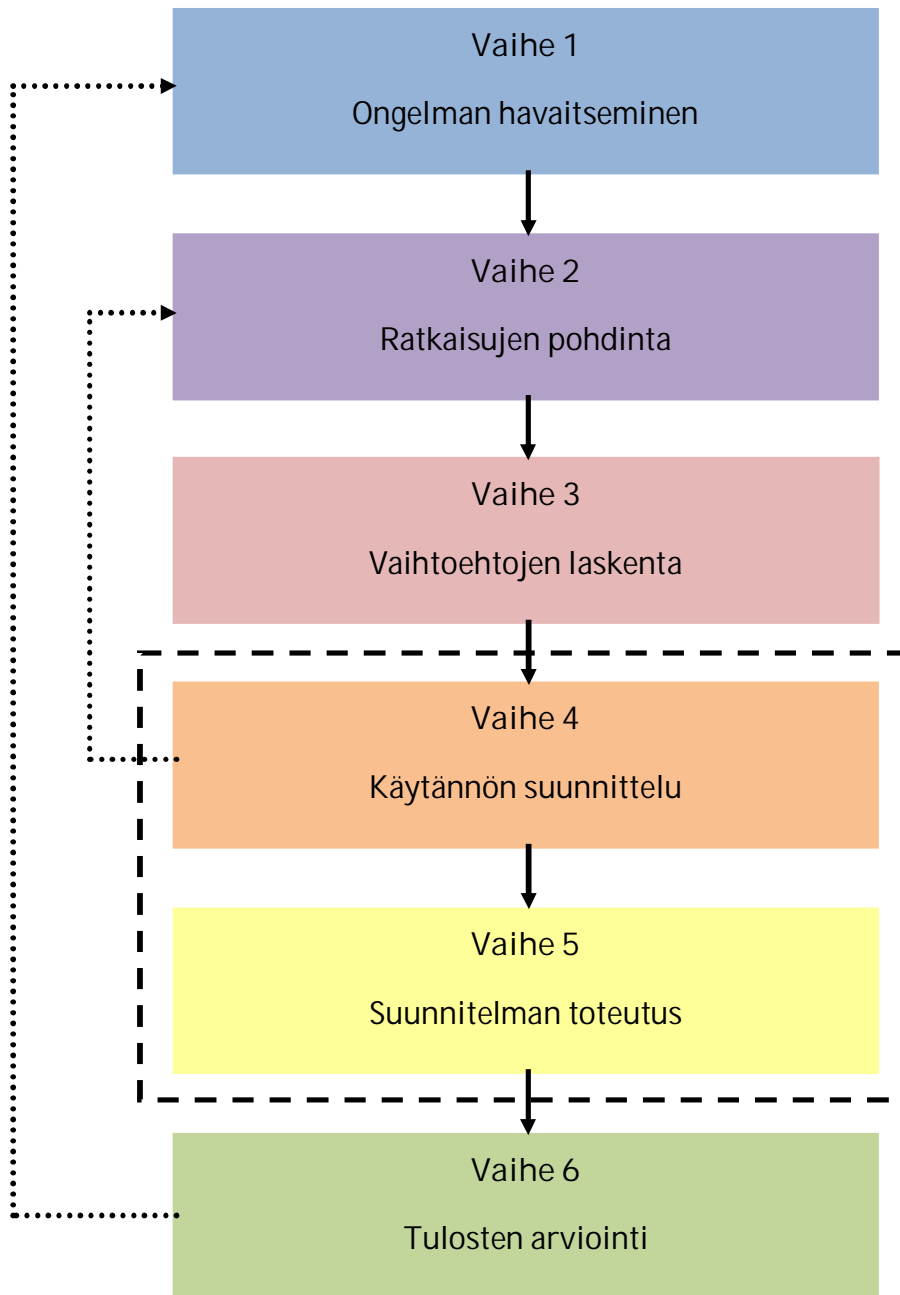 Vaihe 1
Ongelman havaitseminen
Vaihe 2
Ratkaisujen pohdinta
Vaihe 3
Vaihtoehtojen laskenta
Vaihe 4
Käytännön suunnittelu
Vaihe 5
Suunnitelman toteutus
Vaihe 6
Tulosten arviointi